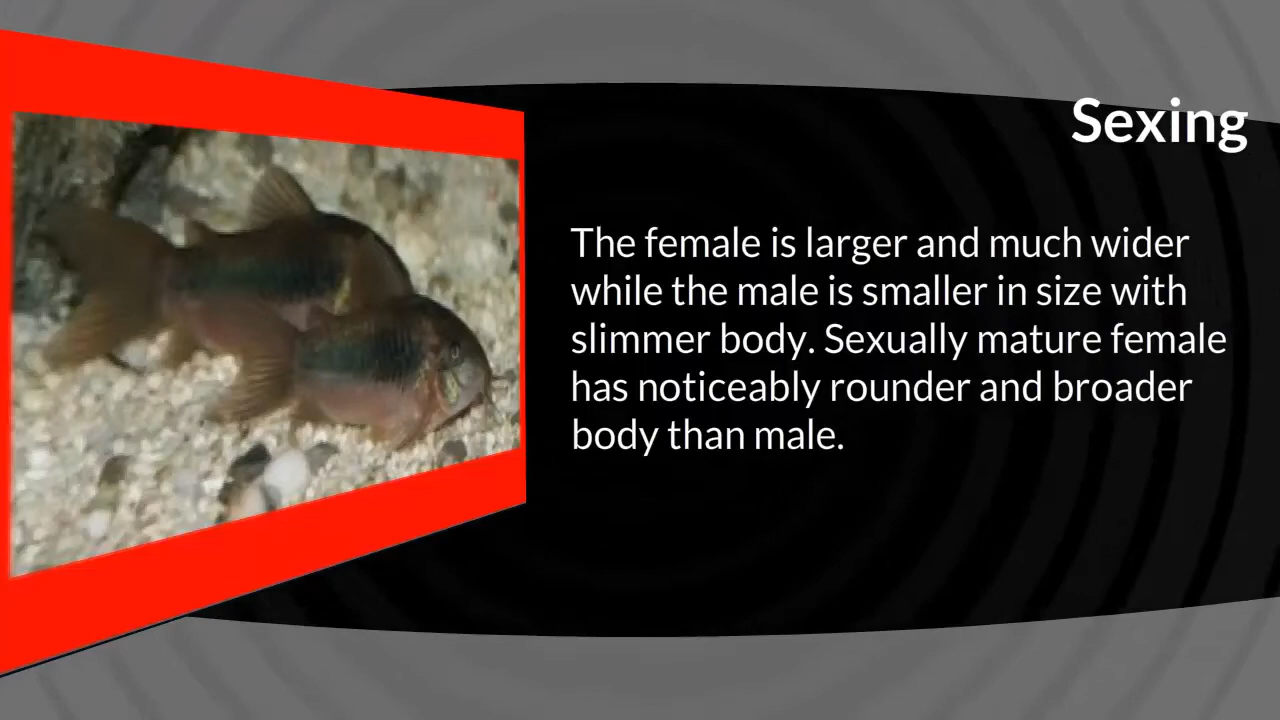 Sexing
The female is larger and much wider
while the male is smaller in size with
slimmer body. Sexually mature female
has noticeably rounder and broader
body than male.